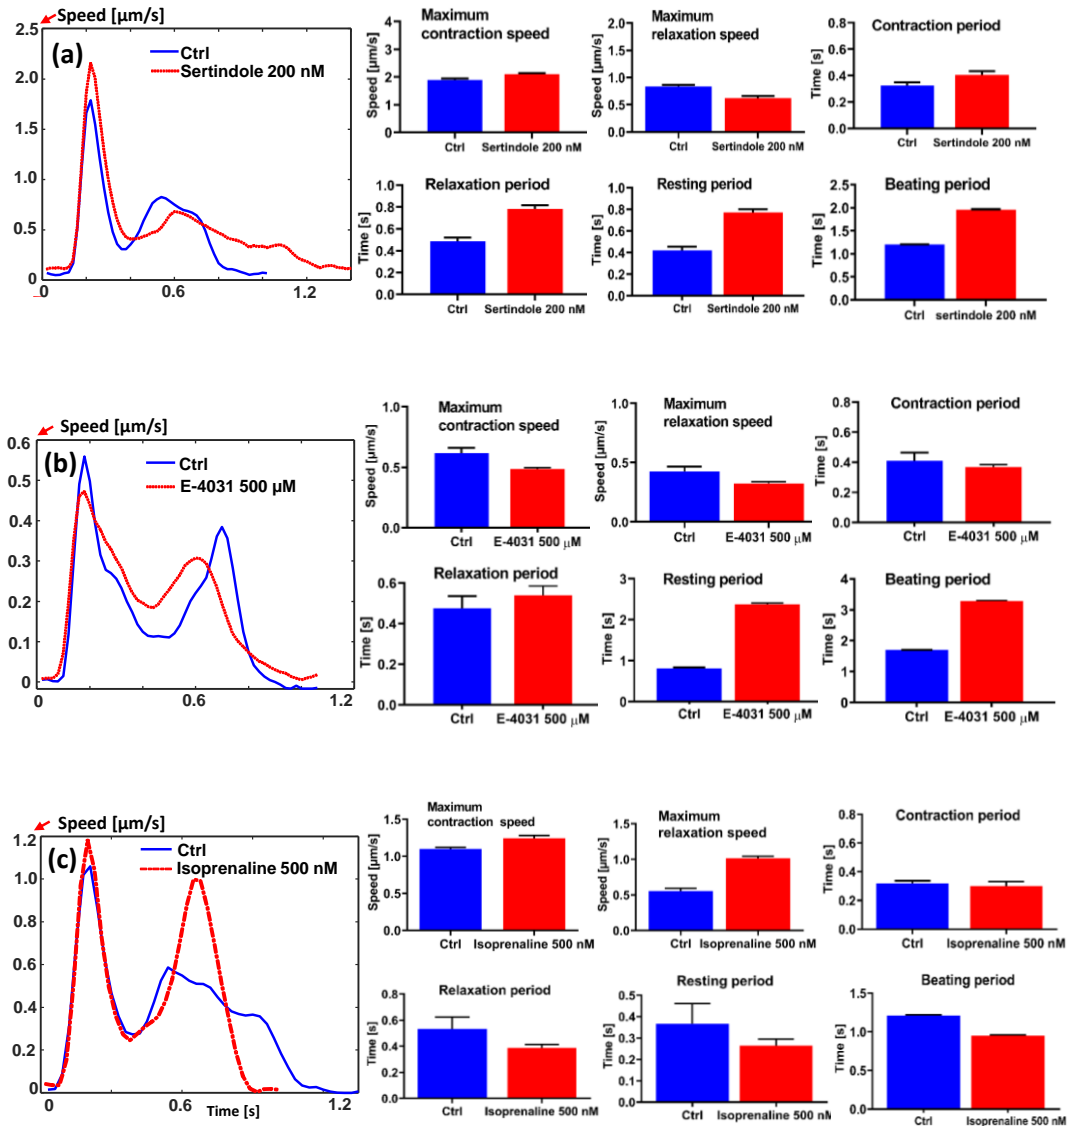 Speed [µm/s]
(a)
Ctrl
Sertindole 200 nM
2.5
2.0
1.5
1.0
0.5
0
0
0.6
1.2
Maximum
contraction speed
Speed [µm/s]
4
3
2
1
0
Ctrl
Sertindole 200 nM
Maximum
relaxation speed
Speed [µm/s]
2.0
1.5
1.0
0.5
0.0
Ctrl
Sertindole 200 nM
Contraction period
Time [s]
0.8
0.6
0.4
0.2
0.0
Ctrl
Sertindole 200 nM
Relaxation period
Time [s]
1.0
0.8
0.6
0.4
0.2
0.0
Ctrl
Sertindole 200 nM
Resting period
Time [s]
1.0
0.8
0.6
0.4
0.2
0.0
Ctrl
Sertindole 200 nM
Beating period
Time [s]
2.0
1.5
1.0
0.5
0.0
Ctrl
sertindole 200 nM
Speed [µm/s]
(b)
Ctrl
E-4031 500 µM
0.6
0.5
0.4
0.3
0.2
0.1
0
0
0.6
1.2
Maximum
contraction speed
Speed [µm/s]
1.0
0.5
0.0
Ctrl
E-4031 500 µM
Maximum
relaxation speed
Speed [µm/s]
1.0
0.5
0.0
Ctrl
E-4031 500 µM
Contraction period
Time [s]
0.8
0.6
0.4
0.2
0.0
Ctrl
E-4031 500 µM
Relaxation period
Time [s]
0.6
0.4
0.2
0.0
Ctrl
E-4031 500 µM
Resting period
Time [s]
3
2
1
0
Ctrl
E-4031 500 µM
Beating period
Time [s]
4
3
2
1
0
Ctrl
E-4031 500 µM
Speed [µm/s]
(c)
Ctrl
Isoprenaline 500 nM
1.2
1.0
0.8
0.6
0.4
0.2
0
0
0.6
1.2
Time [s]
Maximum
contraction speed
Speed [µm/s]
1.5
1.0
0.5
0.0
Ctrl
Isoprenaline 500 nM
Maximum
relaxation speed
Speed [µm/s]
1.5
1.0
0.5
0.0
Ctrl
Isoprenaline 500 nM
Contraction period
Time [s]
0.8
0.6
0.4
0.2
0.0
Ctrl
Isoprenaline 500 nM
Relaxation period
Time [s]
0.8
0.6
0.4
0.2
0.0
Ctrl
Isoprenaline 500 nM
Resting period
Time [s]
0.5
0.4
0.3
0.2
0.1
0.0
Ctrl
Isoprenaline 500 nM
Beating period
Time [s]
1.5
1.0
0.5
0.0
Ctrl
Isoprenaline 500 nM